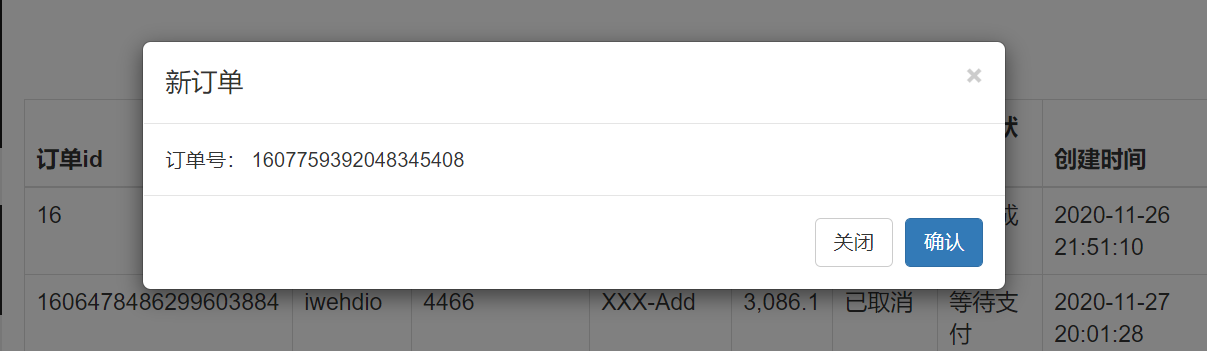 新订单
×
订单号： 1607759392048345408
关闭 确认
订单id 状 创建时间
16 成 2020-11-26
21:51:10
1606478486299603884 iwehdio 4466 XXX-Add 3,086.1 已取消 等待支 2020-11-27
付 20:01:28